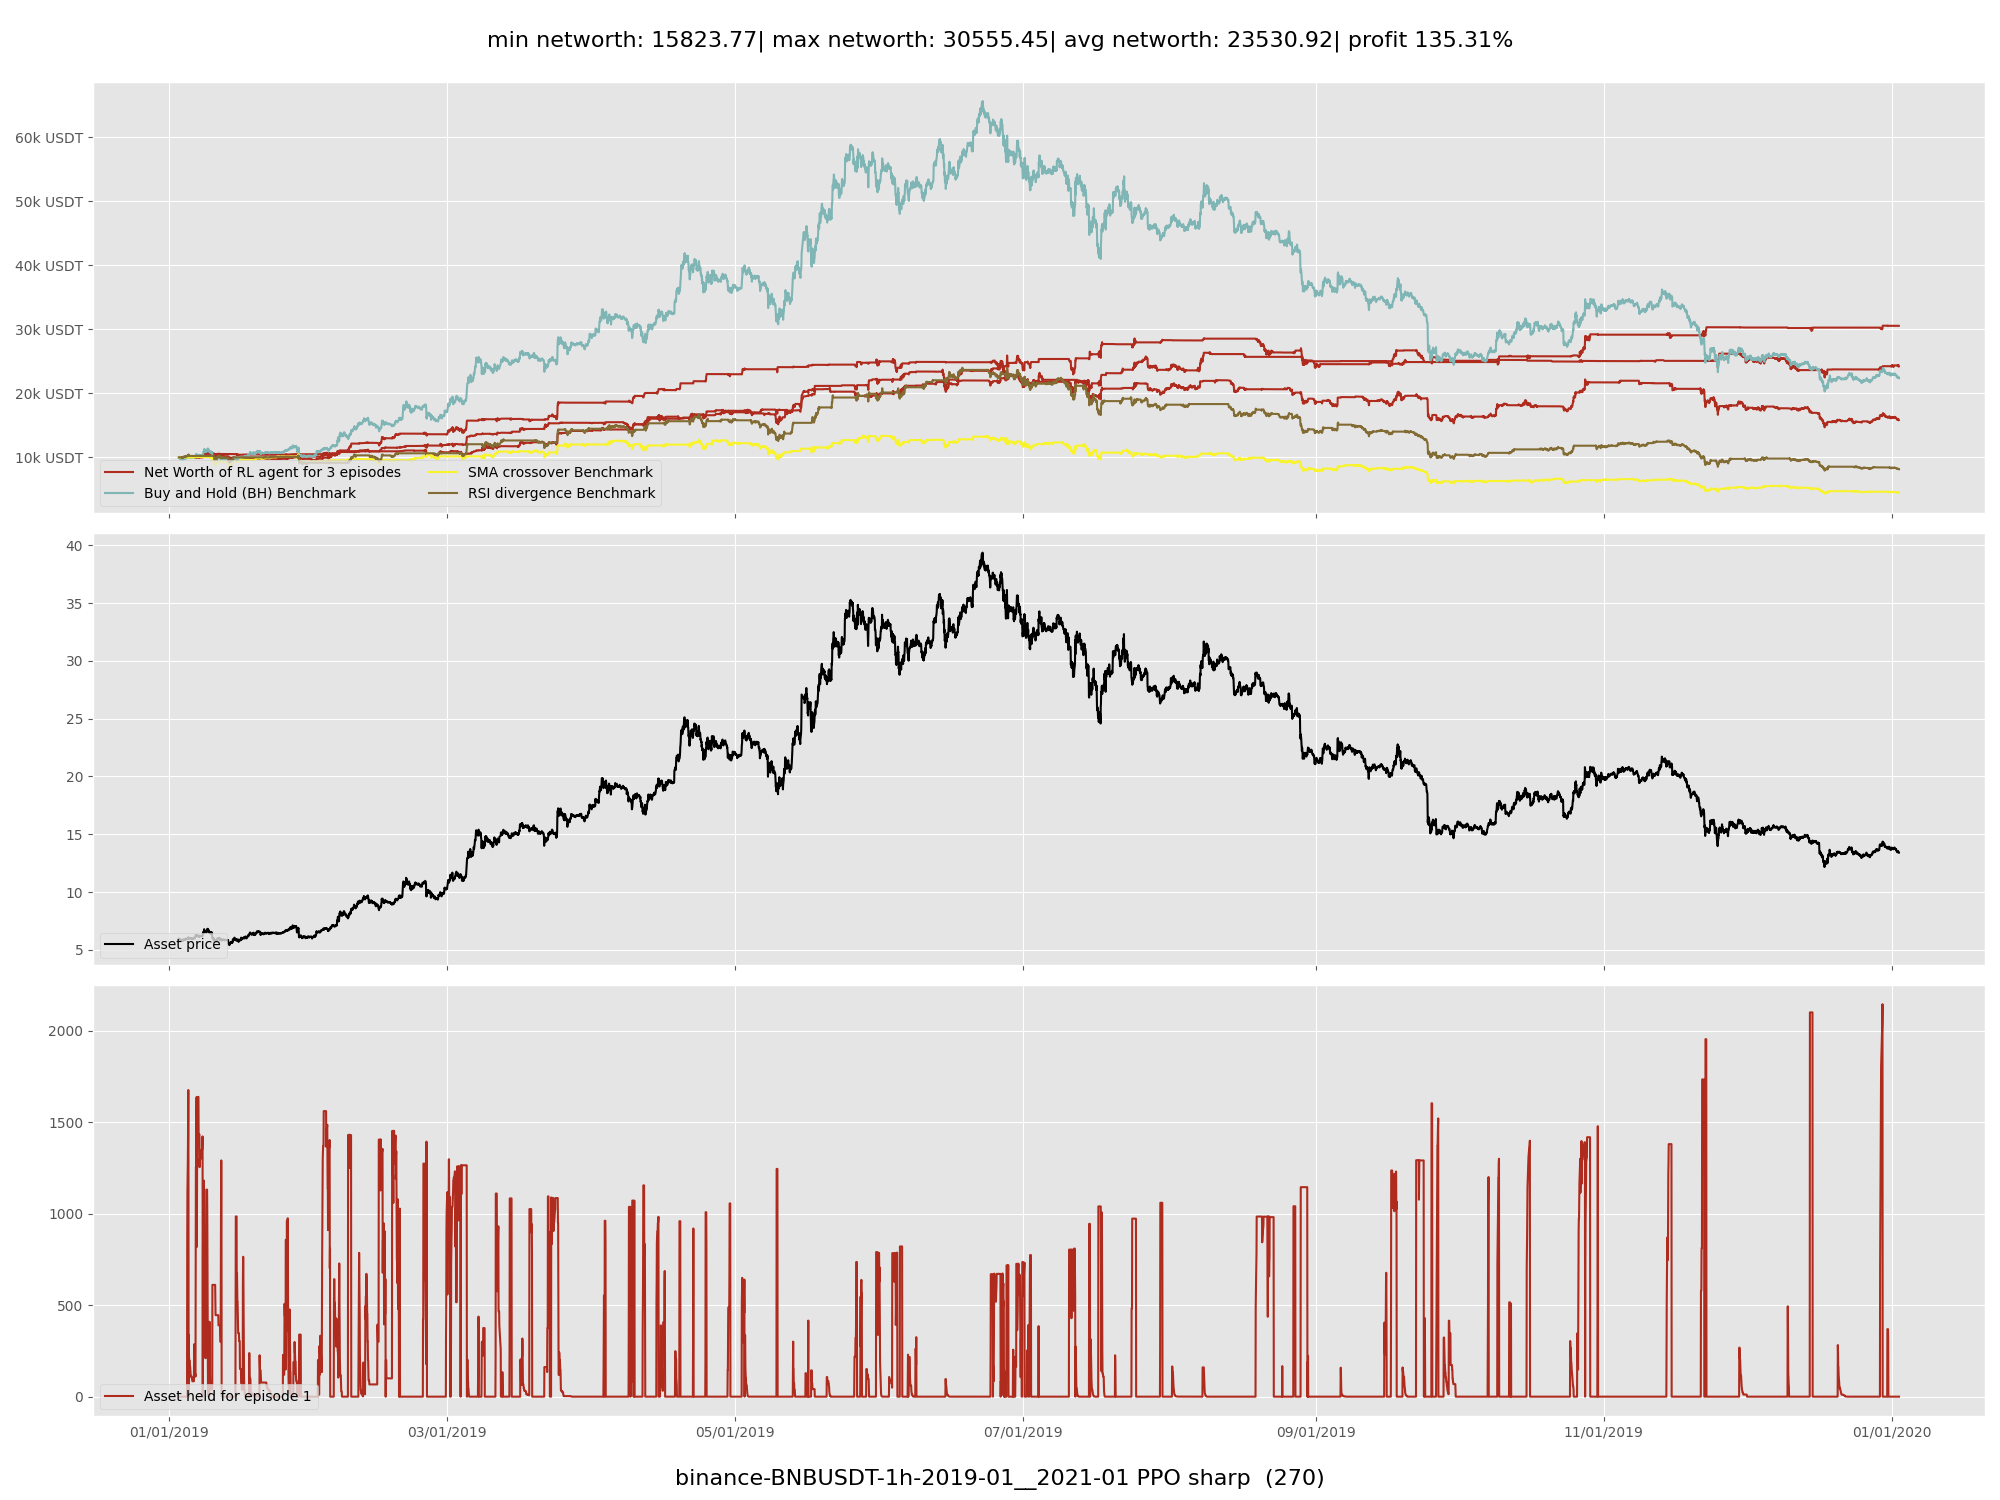 min networth: 15823.77| max networth: 30555.45| avg networth: 23530.92| profit 135.31%
60k USDT
50k USDT
40k USDT
30k USDT
20k USDT
10k USDT
Net Worth of RL agent for 3 episodes
Buy and Hold (BH) Benchmark
SMA crossover Benchmark
RSI divergence Benchmark
40
35
30
25
20
15
10
5
Asset price
2000
1500
1000
500
0
Asset held for episode 1
01/01/2019
03/01/2019
05/01/2019
07/01/2019
09/01/2019
11/01/2019
01/01/2020
binance-BNBUSDT-1h-2019-01__2021-01 PPO sharp (270)